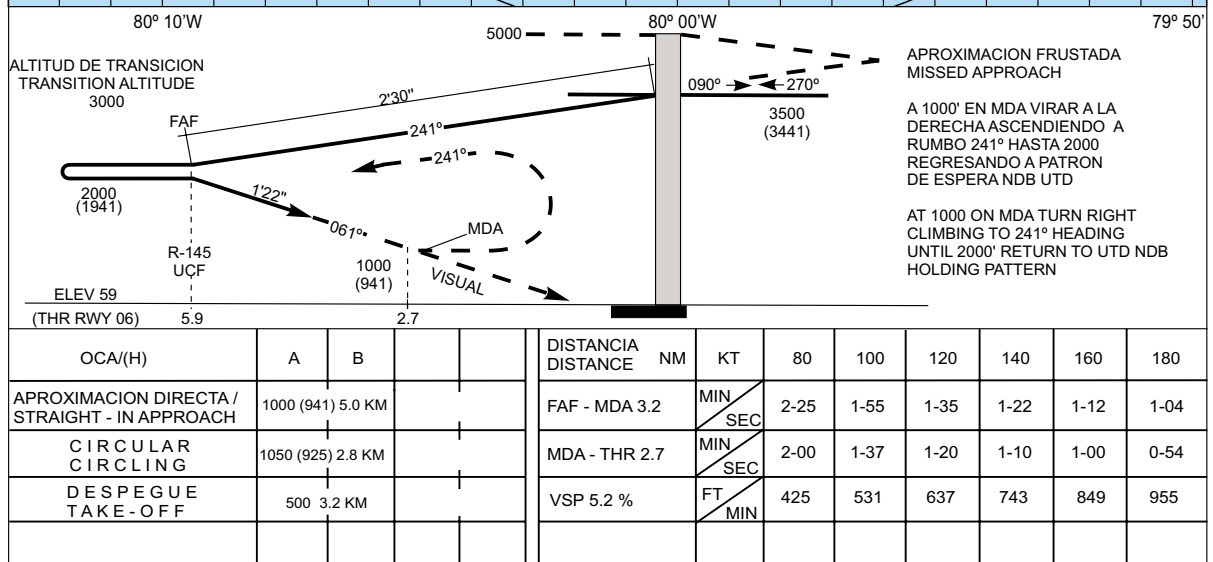 80º 10'W
80º 00'W
79º 50'
ALTITUD DE TRANSICION
TRANSITION ALTITUDE
3000
5000
APROXIMACION FRUSTADA
MISSED APPROACH
090º
270º
3500
(3441)
2'30"
FAF
241º
241º
A 1000' EN MDA VIRAR A LA
DERECHA ASCENDIENDO A
RUMBO 241º HASTA 2000
REGRESANDO A PATRON
DE ESPERA NDB UTD
2000
(1941)
1'22"
061º
MDA
AT 1000 ON MDA TURN RIGHT
CLIMBING TO 241º HEADING
UNTIL 2000' RETURN TO UTD NDB
HOLDING PATTERN
R-145
UCF
1000
(941)
VISUAL
ELEV 59
(THR RWY 06)
5.9
2.7
OCA/(H) A B
APROXIMACION DIRECTA /
STRAIGHT - IN APPROACH
1000 (941) 5.0 KM
CIRCULAR
CIRCLING
1050 (925) 2.8 KM
DESPEGUE
TAKE-OFF
500 3.2 KM
DISTANCIA
DISTANCE NM KT 80 100 120 140 160 180
FAF - MDA 3.2 MIN SEC 2-25 1-55 1-35 1-22 1-12 1-04
MDA - THR 2.7 MIN SEC 2-00 1-37 1-20 1-10 1-00 0-54
VSP 5.2 % FT MIN 425 531 637 743 849 955